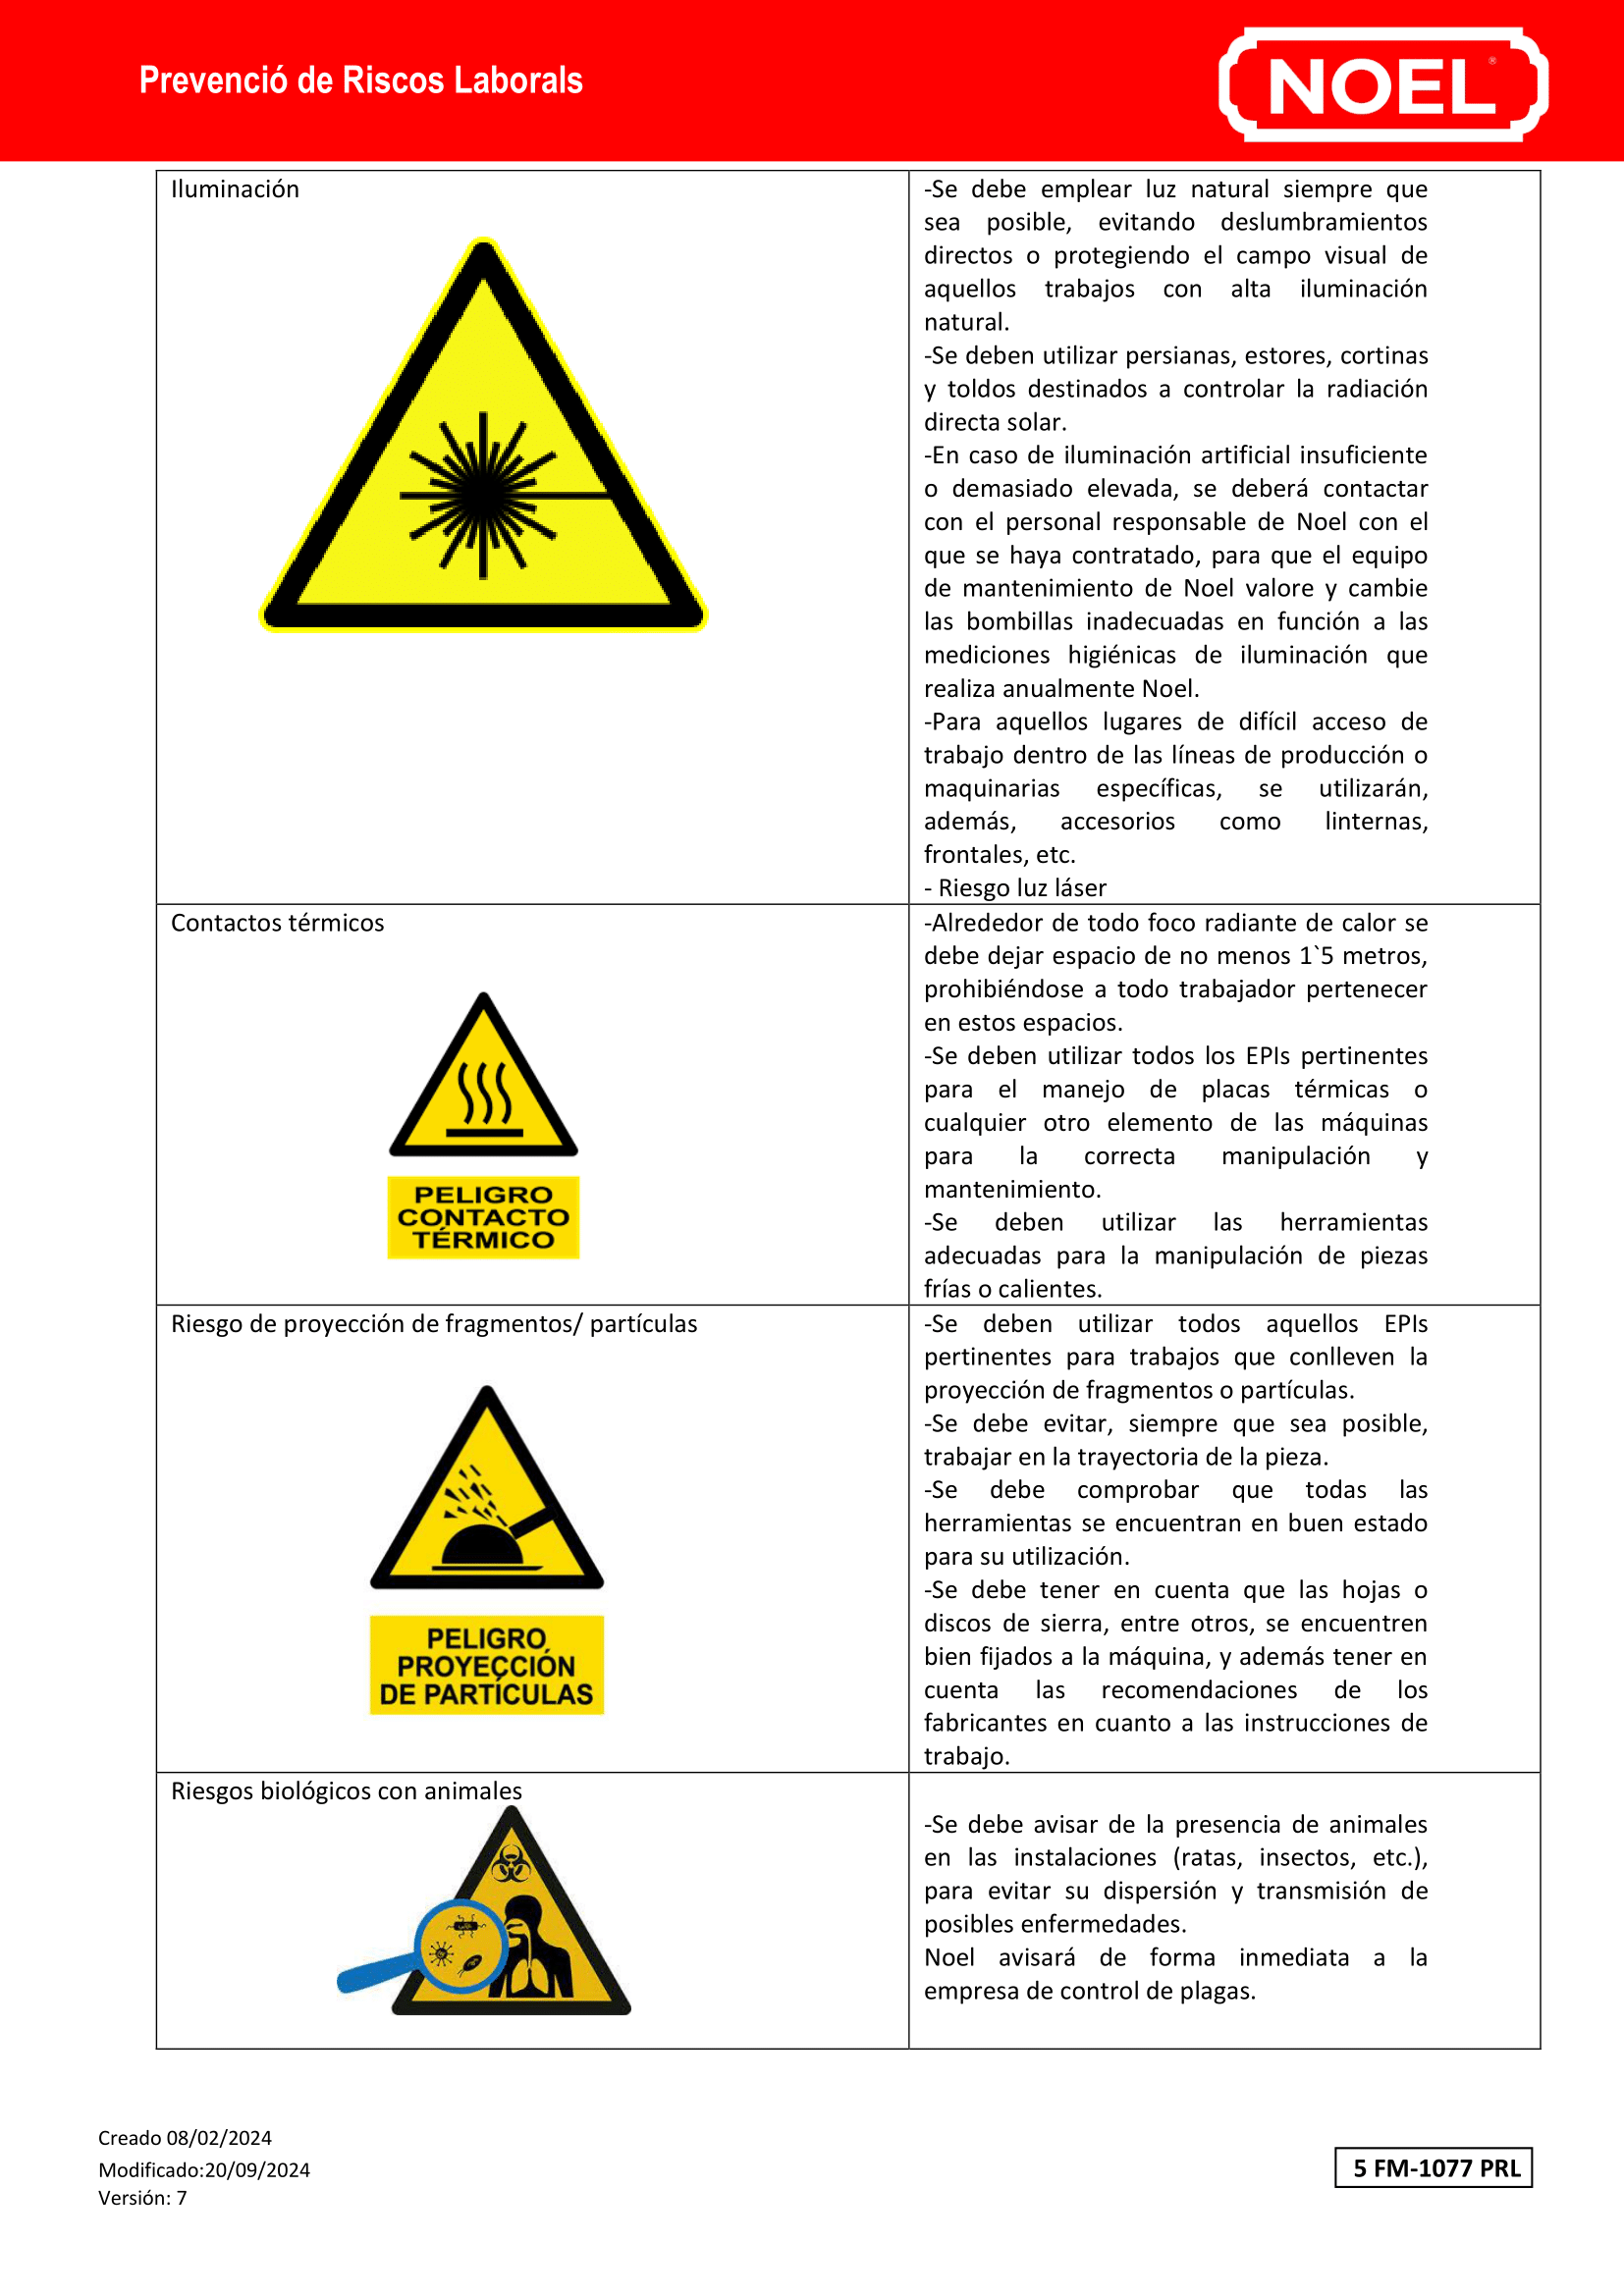 Prevenció de Riscos Laborals
NOEL®
Iluminación
-Se debe emplear luz natural siempre que
sea posible, evitando deslumbramientos
directos o protegiendo el campo visual de
aquellos trabajos con alta iluminación
natural.
-Se deben utilizar persianas, estores, cortinas
y toldos destinados a controlar la radiación
directa solar.
-En caso de iluminación artificial insuficiente
o demasiado elevada, se deberá contactar
con el personal responsable de Noel con el
que se haya contratado, para que el equipo
de mantenimiento de Noel valore y cambie
las bombillas inadecuadas en función a las
mediciones higiénicas de iluminación que
realiza anualmente Noel.
-Para aquellos lugares de difícil acceso de
trabajo dentro de las líneas de producción o
maquinarias específicas, se utilizarán,
además, accesorios como linternas,
frontales, etc.
- Riesgo luz láser
Contactos térmicos
PELIGRO
CONTACTO
TÉRMICO
-Alrededor de todo foco radiante de calor se
debe dejar espacio de no menos 1`5 metros,
prohibiéndose a todo trabajador pertenecer
en estos espacios.
-Se deben utilizar todos los EPIs pertinentes
para el manejo de placas térmicas o
cualquier otro elemento de las máquinas
para la correcta manipulación y
mantenimiento.
-Se deben utilizar las herramientas
adecuadas para la manipulación de piezas
frías o calientes.
Riesgo de proyección de fragmentos/ partículas
PELIGRO
PROYECCIÓN
DE PARTÍCULAS
-Se deben utilizar todos aquellos EPIs
pertinentes para trabajos que conlleven la
proyección de fragmentos o partículas.
-Se debe evitar, siempre que sea posible,
trabajar en la trayectoria de la pieza.
-Se debe comprobar que todas las
herramientas se encuentran en buen estado
para su utilización.
-Se debe tener en cuenta que las hojas o
discos de sierra, entre otros, se encuentren
bien fijados a la máquina, y además tener en
cuenta las recomendaciones de los
fabricantes en cuanto a las instrucciones de
trabajo.
Riesgos biológicos con animales
-Se debe avisar de la presencia de animales
en las instalaciones (ratas, insectos, etc.),
para evitar su dispersión y transmisión de
posibles enfermedades.
Noel avisará de forma inmediata a la
empresa de control de plagas.
Creado 08/02/2024
Modificado:20/09/2024
Versión: 7
5 FM-1077 PRL